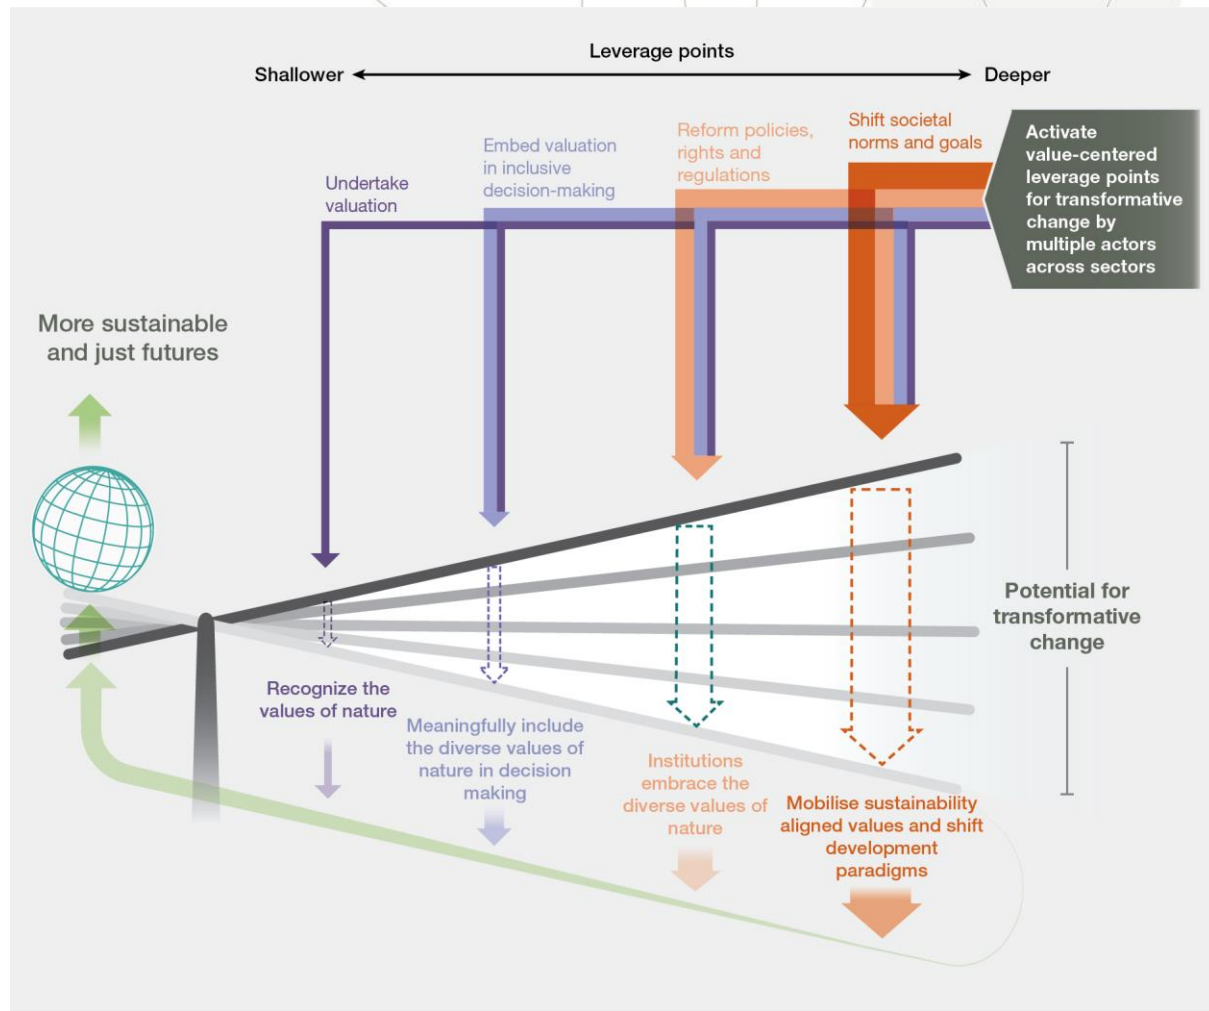 Leverage points
Shallower
Deeper
Undertake
valuation
Embed valuation
in inclusive
decision-making
Reform policies,
rights and
regulations
Shift societal
norms and goals
Activate
value-centered
leverage points
for transformative
change by
multiple actors
across sectors
More sustainable
and just futures
Potential for
transformative
change
Recognize the
values of nature
Meaningfully include
the diverse values of
nature in decision
making
Institutions
embrace the
diverse values of
nature
Mobilise sustainability
aligned values and shift
development
paradigms